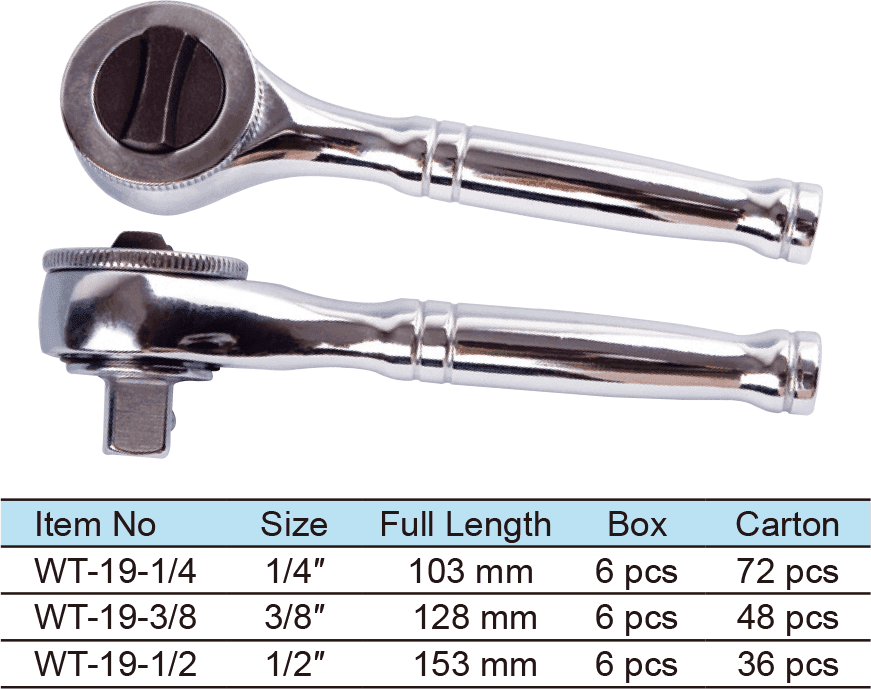 Item No Size Full Length Box Carton
WT-19-1/4 1/4″ 103 mm 6 pcs 72 pcs
WT-19-3/8 3/8″ 128 mm 6 pcs 48 pcs
WT-19-1/2 1/2″ 153 mm 6 pcs 36 pcs